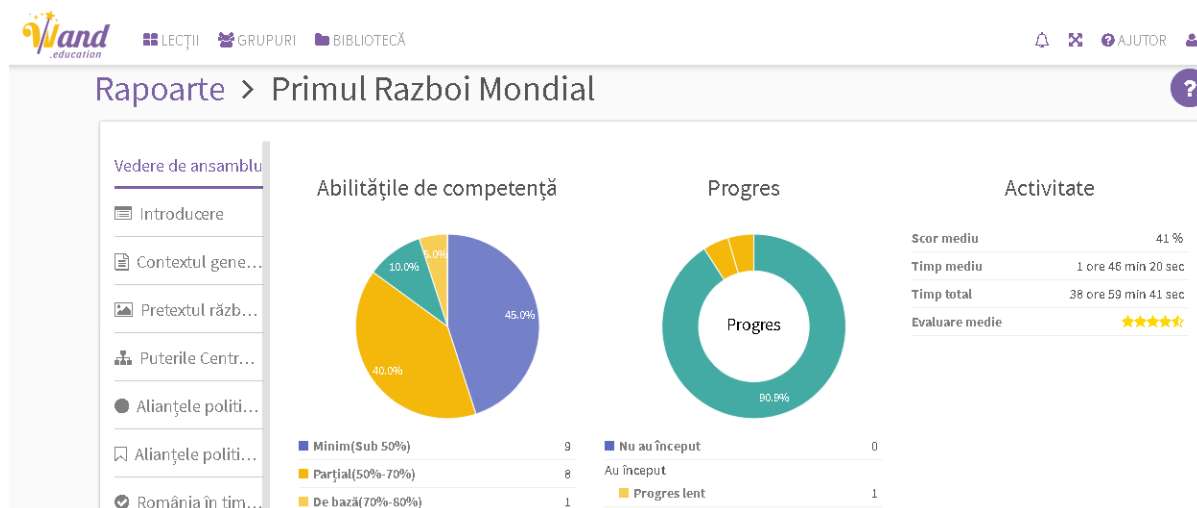 Wand
.education
LECȚII GRUPURI BIBLIOTECĂ
AJUTOR
Rapoarte > Primul Razboi Mondial
?
Vedere de ansamblu
Introducere
Contextul gene...
Pretextul războ...
Puterile Centr...
Alianțele politi...
Alianțele politi...
România în tim...
Abilitățile de competență
45.0%
40.0%
10.0%
5.0%
Minim(Sub 50%) 9
Parțial(50%-70%) 8
De bază(70%-80%) 1
Progres
Progres
90.9%
Nu au început 0
Au început
Progres lent 1
Activitate
Scor mediu 41 %
Timp mediu 1 ore 46 min 20 sec
Timp total 38 ore 59 min 41 sec
Evaluare medie